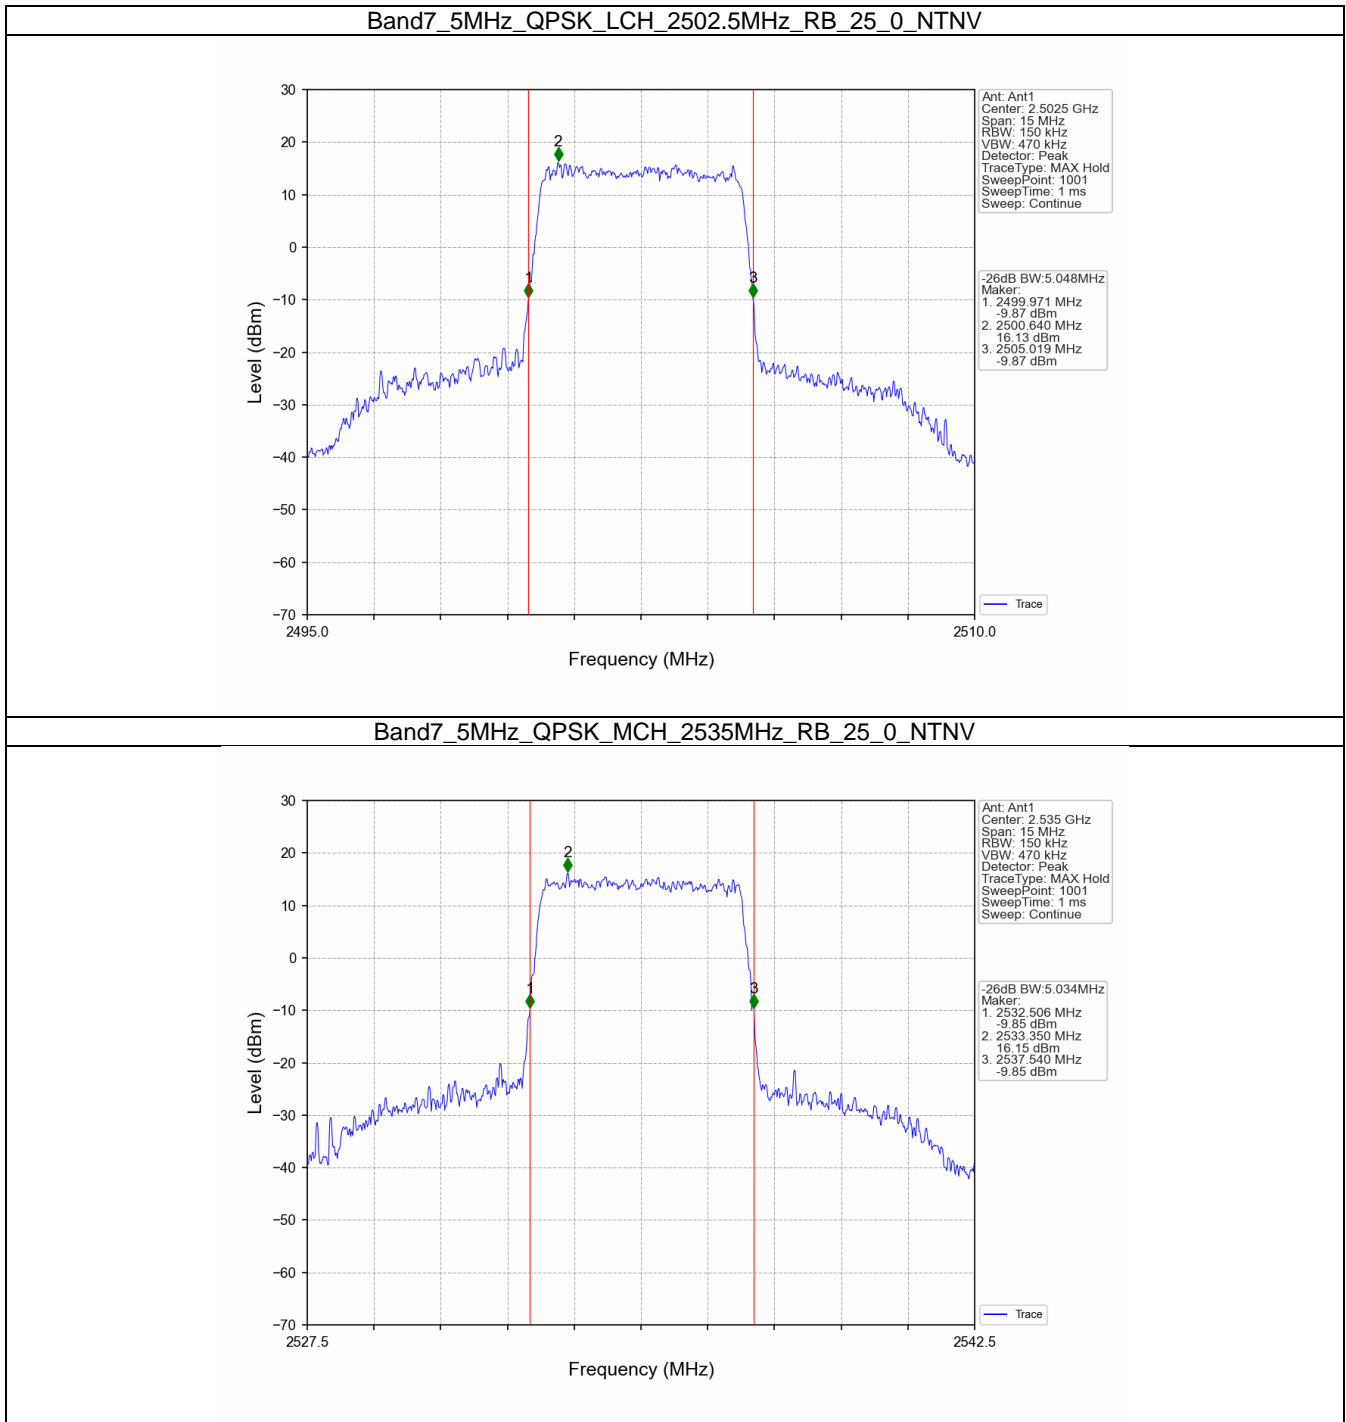 Band7_5MHz_QPSK_LCH_2502.5MHz_RB_25_0_NTNV
30
20
10
0
−10
−20
−30
−40
−50
−60
−70
Level (dBm)
2495.0
2510.0
Frequency (MHz)
1
2
3
Ant: Ant1
Center: 2.5025 GHz
Span: 15 MHz
RBW: 150 kHz
VBW: 470 kHz
Detector: Peak
TraceType: MAX Hold
SweepPoint: 1001
SweepTime: 1 ms
Sweep: Continue
-26dB BW:5.048MHz
Maker:
1. 2499.971 MHz
-9.87 dBm
2. 2500.640 MHz
16.13 dBm
3. 2505.019 MHz
-9.87 dBm
Trace
Band7_5MHz_QPSK_MCH_2535MHz_RB_25_0_NTNV
30
20
10
0
−10
−20
−30
−40
−50
−60
−70
Level (dBm)
2527.5
2542.5
Frequency (MHz)
1
2
3
Ant: Ant1
Center: 2.535 GHz
Span: 15 MHz
RBW: 150 kHz
VBW: 470 kHz
Detector: Peak
TraceType: MAX Hold
SweepPoint: 1001
SweepTime: 1 ms
Sweep: Continue
-26dB BW:5.034MHz
Maker:
1. 2532.506 MHz
-9.85 dBm
2. 2533.350 MHz
16.15 dBm
3. 2537.540 MHz
-9.85 dBm
Trace